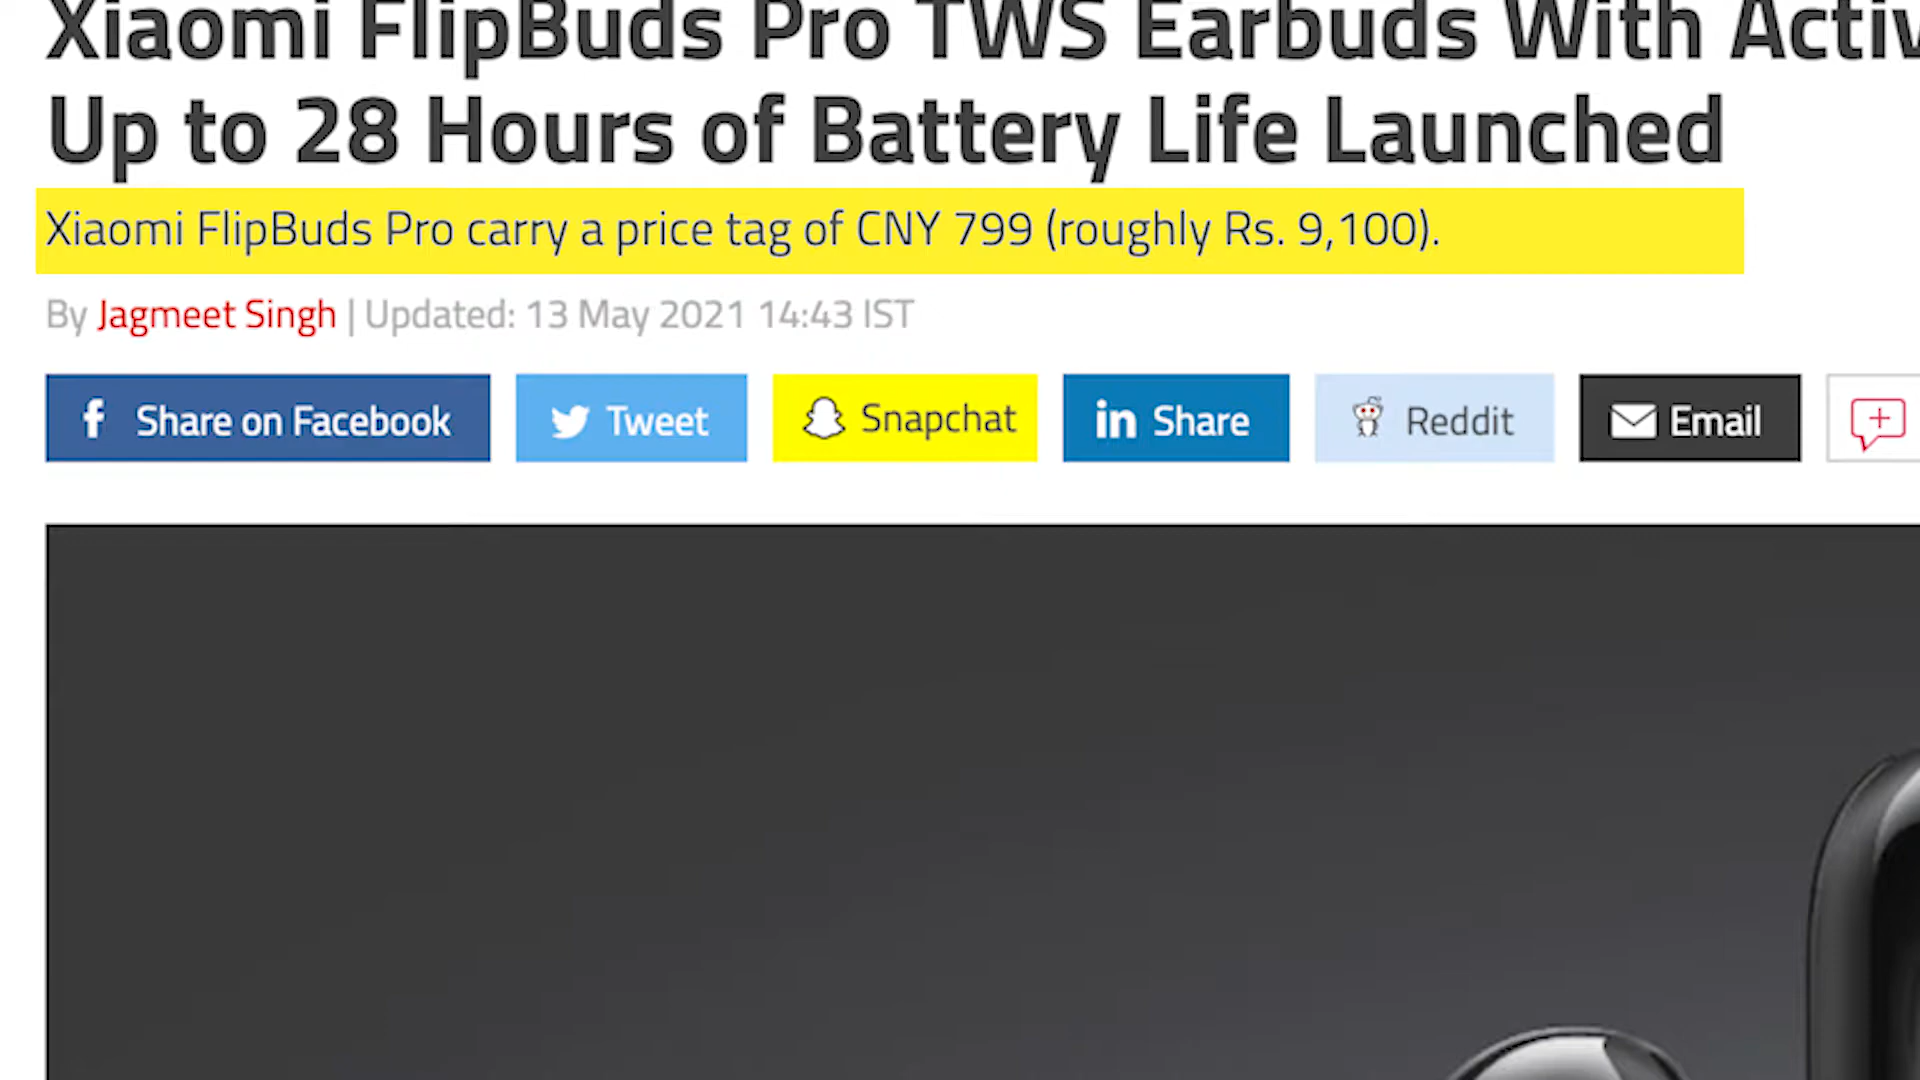 Xiaomi FlipBuds Pro TWS Earbuds With
Up to 28 Hours of Battery Life Launched
Xiaomi FlipBuds Pro carry a price tag of CNY 799 (roughly Rs. 9,100).
By Jagmeet Singh | Updated: 13 May 2021 14:43 IST
f Share on Facebook Tweet Snapchat in Share Reddit Email